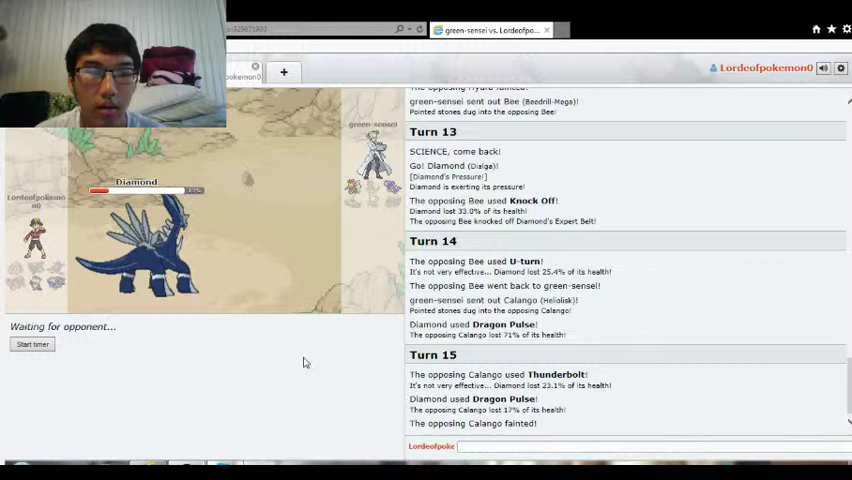 green-sensei vs. Lordeofpo...
Lordeofpokemon0
+
The opposing Hydra fainted!
green-sensei sent out Bee (Beedrill-Mega)!
Pointed stones dug into the opposing Bee!
Turn 13
SCIENCE, come back!
Go! Diamond (Dialga)!
[Diamond's Pressure!]
Diamond is exerting its pressure!
The opposing Bee used Knock Off!
Diamond lost 33.0% of its health!
The opposing Bee knocked off Diamond's Expert Belt!
Turn 14
The opposing Bee used U-turn!
It's not very effective... Diamond lost 25.4% of its health!
The opposing Bee went back to green-sensei!
green-sensei sent out Calango (Heliolisk)!
Pointed stones dug into the opposing Calango!
Diamond used Dragon Pulse!
The opposing Calango lost 71% of its health!
Turn 15
The opposing Calango used Thunderbolt!
It's not very effective... Diamond lost 23.1% of its health!
Diamond used Dragon Pulse!
The opposing Calango lost 17% of its health!
The opposing Calango fainted!
Lordeofpoke
green-sensei
Diamond
Lordeofpokemo
n0
Waiting for opponent...
Start timer